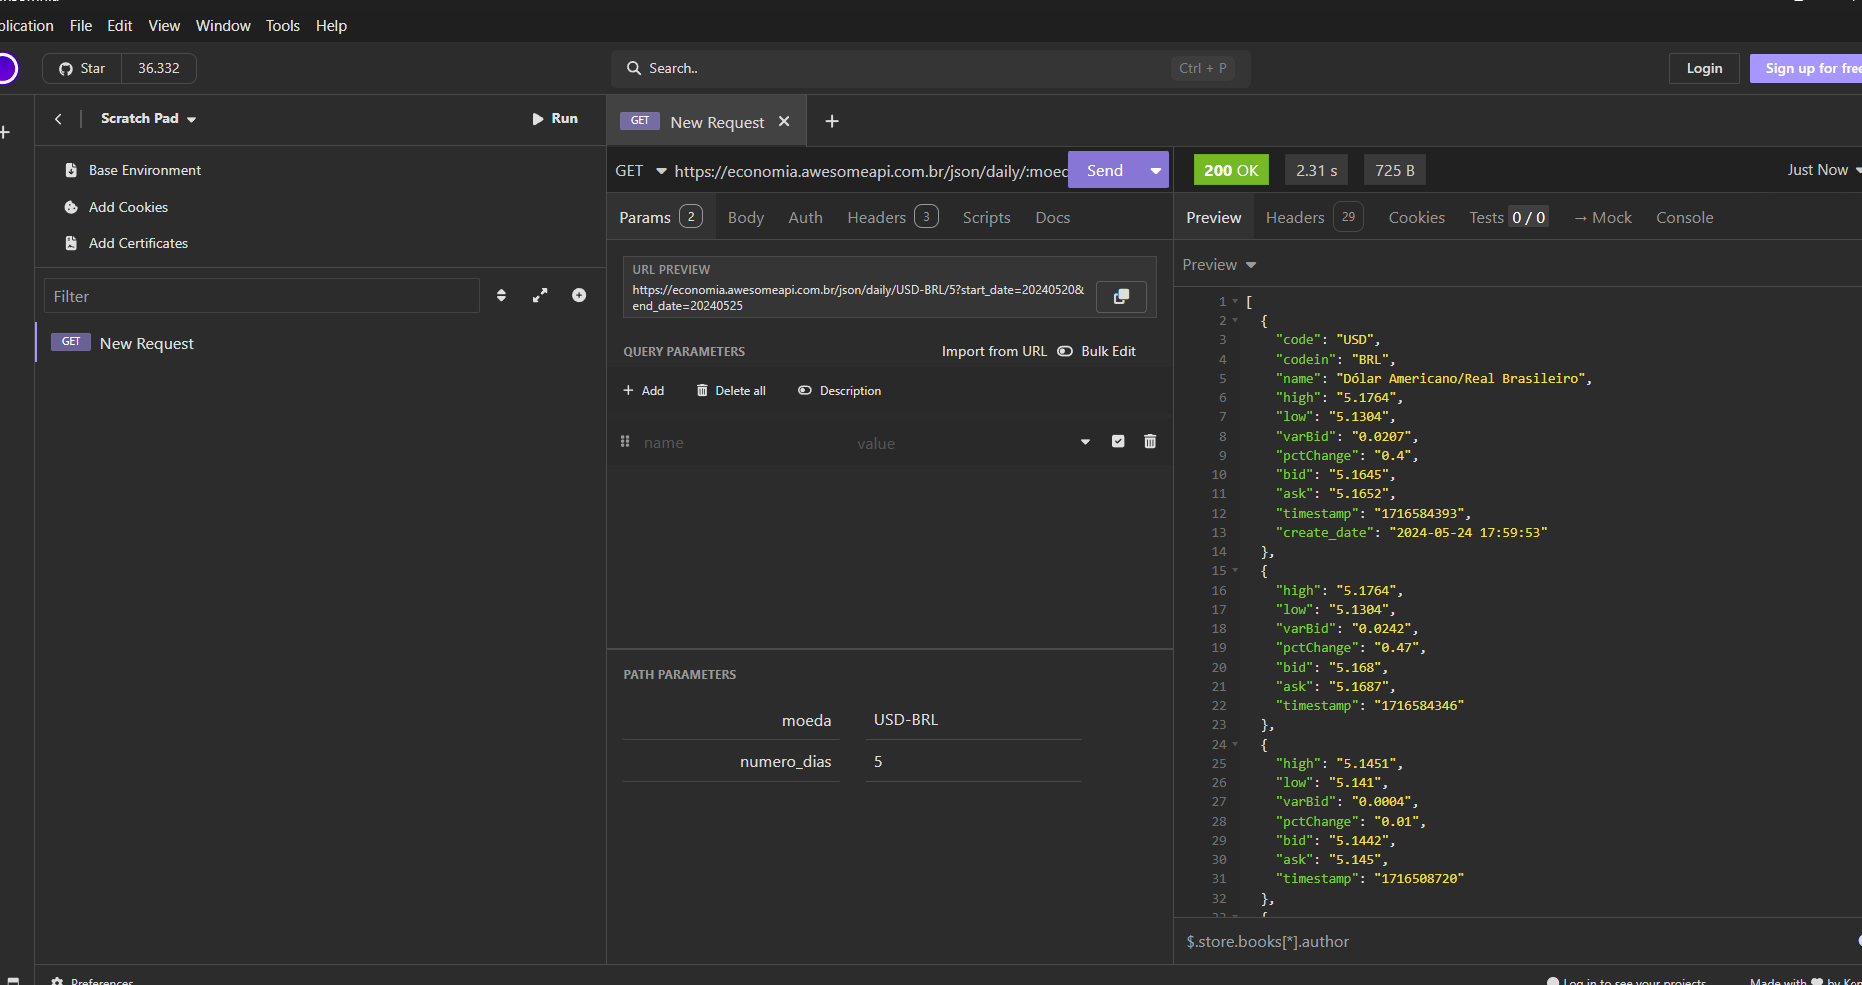 File Edit View Window Tools Help
Star 36.332
Search.. Ctrl + P
Login
Scratch Pad
Run
GET New Request
Base Environment
Add Cookies
Add Certificates
Filter
GET New Request
GET https://economia.awesomeapi.com.br/json/daily/:moed Send
Params 2 Body Auth Headers 3 Scripts Docs
URL PREVIEW
https://economia.awesomeapi.com.br/json/daily/USD-BRL/5?start_date=20240520&
end_date=20240525
QUERY PARAMETERS Import from URL Bulk Edit
Add Delete all Description
name value
PATH PARAMETERS
moeda USD-BRL
numero_dias 5
200 OK 2.31 s 725 B Just Now
Preview Headers 29 Cookies Tests 0 / 0 → Mock Console
Preview
1 [
2 {
3 "code": "USD",
4 "codein": "BRL",
5 "name": "Dólar Americano/Real Brasileiro",
6 "high": "5.1764",
7 "low": "5.1304",
8 "varBid": "0.0207",
9 "pctChange": "0.4",
10 "bid": "5.1645",
11 "ask": "5.1652",
12 "timestamp": "1716584393",
13 "create_date": "2024-05-24 17:59:53"
14 },
15 {
16 "high": "5.1764",
17 "low": "5.1304",
18 "varBid": "0.0242",
19 "pctChange": "0.47",
20 "bid": "5.168",
21 "ask": "5.1687",
22 "timestamp": "1716584346"
23 },
24 {
25 "high": "5.1451",
26 "low": "5.141",
27 "varBid": "0.0004",
28 "pctChange": "0.01",
29 "bid": "5.1442",
30 "ask": "5.145",
31 "timestamp": "1716508720"
32 },
33 {
$.store.books[*].author
Preferences
Log in to see your projects Made with by